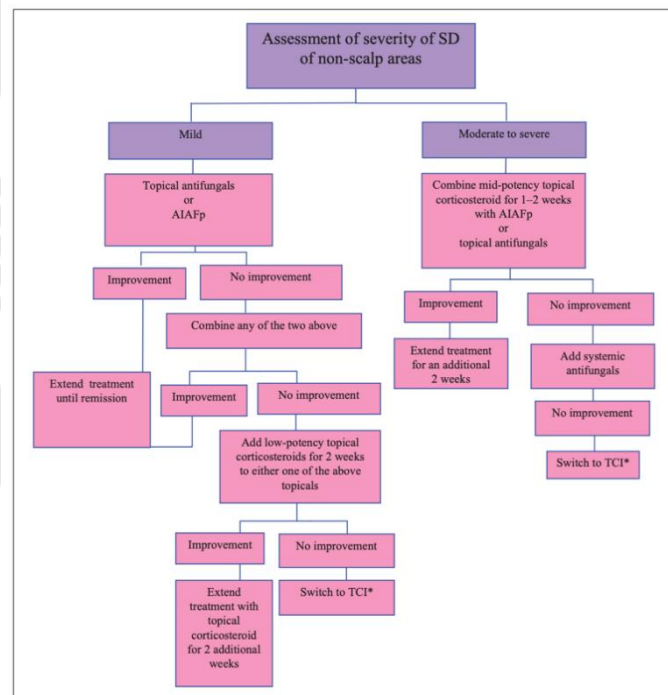 Assessment of severity of SD
of non-scalp areas
Mild
Moderate to severe
Topical antifungals
or
AIAFp
Combine mid-potency topical
corticosteroid for 1–2 weeks
with AIAFp
or
topical antifungals
Improvement
No improvement
Improvement
No improvement
Combine any of the two above
Extend treatment
for an additional
2 weeks
Add systemic
antifungals
Extend treatment
until remission
Improvement
No improvement
No improvement
Add low-potency topical
corticosteroids for 2 weeks
to either one of the above
topicals
Switch to TCI*
Improvement
No improvement
Extend
treatment with
topical
corticosteroid
for 2 additional
weeks
Switch to TCI*